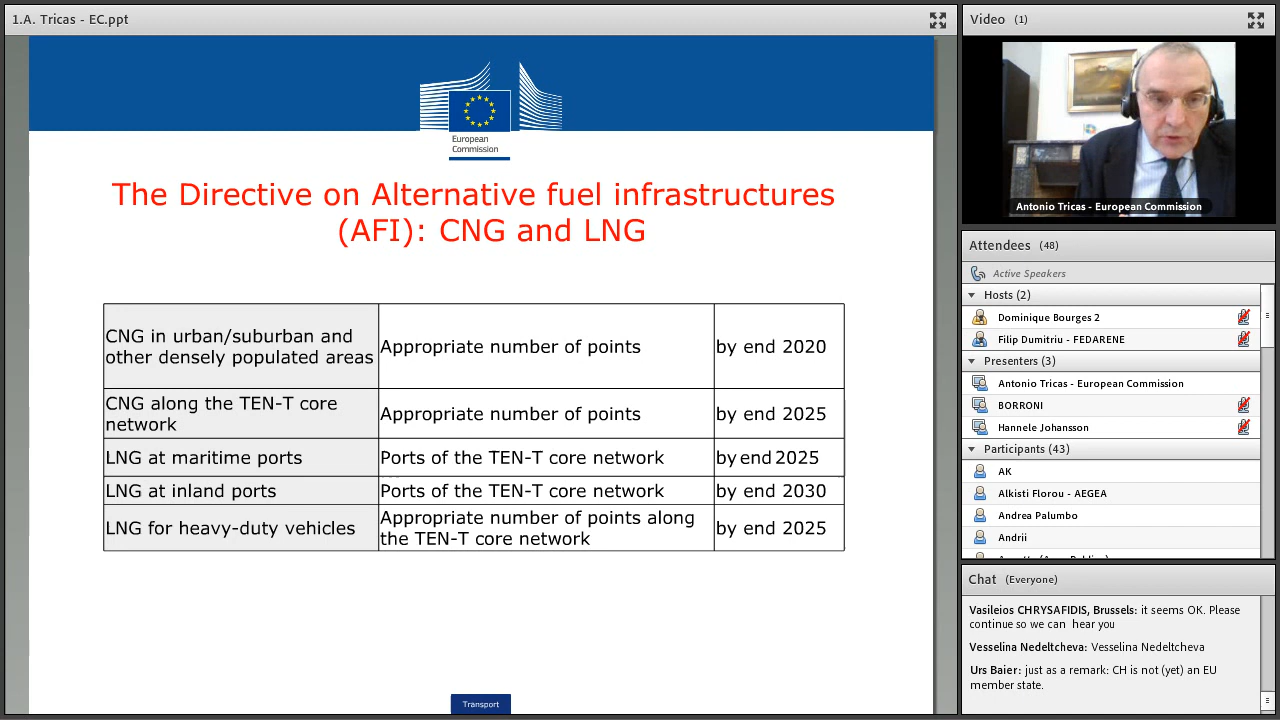 1.A. Tricas - EC.ppt
European
Commission
The Directive on Alternative fuel infrastructures
(AFI): CNG and LNG
CNG in urban/suburban and
other densely populated areas
Appropriate number of points
by end 2020
CNG along the TEN-T core
network
Appropriate number of points
by end 2025
LNG at maritime ports
Ports of the TEN-T core network
by end 2025
LNG at inland ports
Ports of the TEN-T core network
by end 2030
LNG for heavy-duty vehicles
Appropriate number of points along
the TEN-T core network
by end 2025
Transport
Video (1)
Antonio Tricas - European Commission
Attendees (48)
Active Speakers
Hosts (2)
Dominique Bourges 2
Filip Dumitriu - FEDARENE
Presenters (3)
Antonio Tricas - European Commission
BORRONI
Hannele Johansson
Participants (43)
AK
Alkisti Florou - AEGEA
Andrea Palumbo
Andrii
Chat (Everyone)
Vasileios CHRYSAFIDIS, Brussels: it seems OK. Please
continue so we can hear you
Vesselina Nedeltcheva: Vesselina Nedeltcheva
Urs Baier: just as a remark: CH is not (yet) an EU
member state.